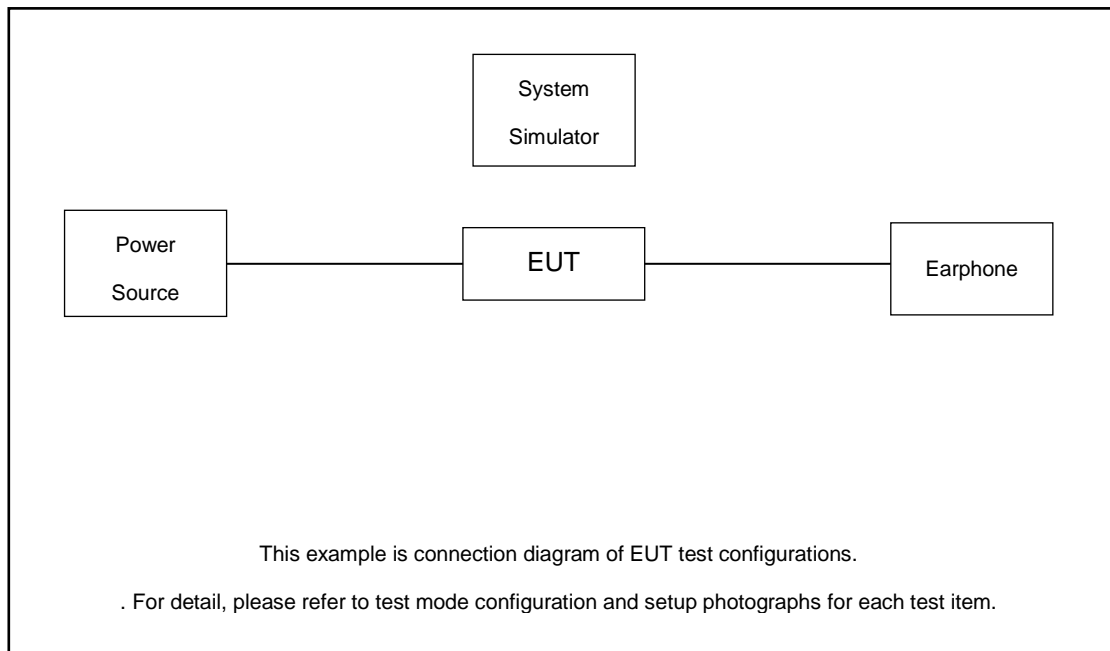 System
Simulator
Power
Source
EUT
Earphone
This example is connection diagram of EUT test configurations.
. For detail, please refer to test mode configuration and setup photographs for each test item.